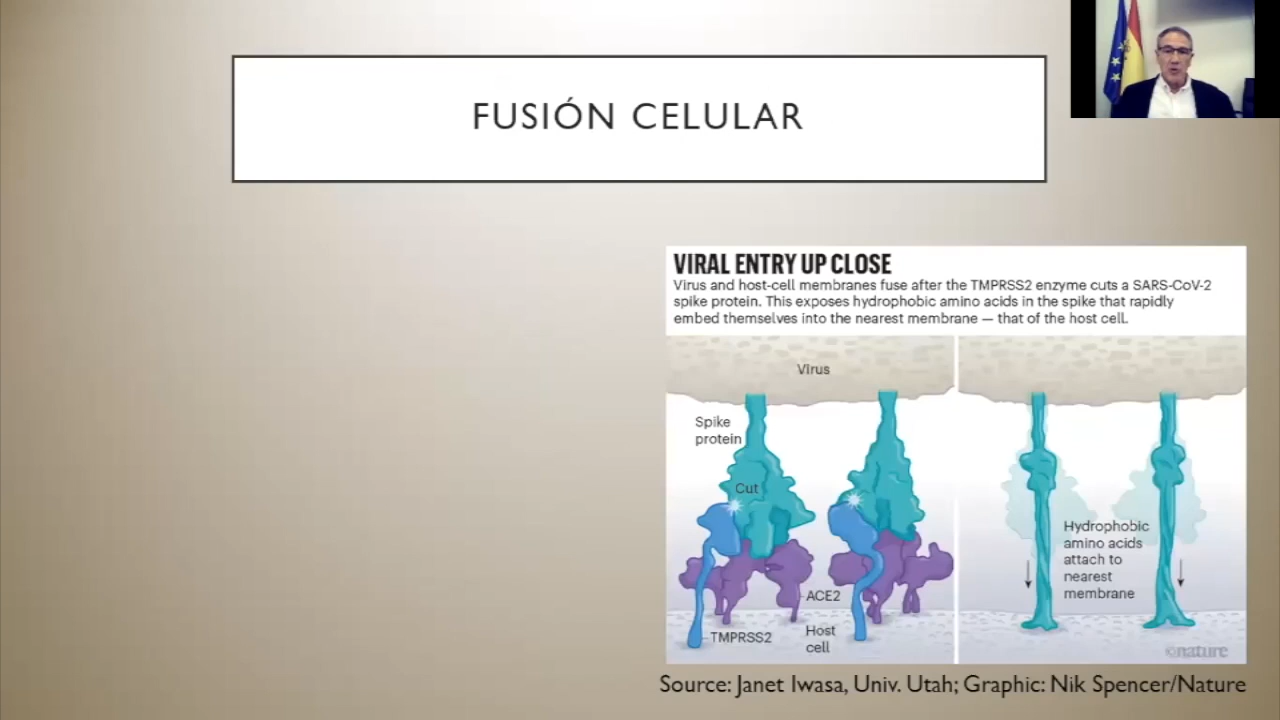 FUSIÓN CELULAR
VIRAL ENTRY UP CLOSE
Virus and host-cell membranes fuse after the TMPRSS2 enzyme cuts a SARS-CoV-2
spike protein. This exposes hydrophobic amino acids in the spike that rapidly
embed themselves into the nearest membrane — that of the host cell.
Virus
Spike
protein
Cut
ACE2
TMPRSS2
Host
cell
Hydrophobic
amino acids
attach to
nearest
membrane
©nature
Source: Janet Iwasa, Univ. Utah; Graphic: Nik Spencer/Nature